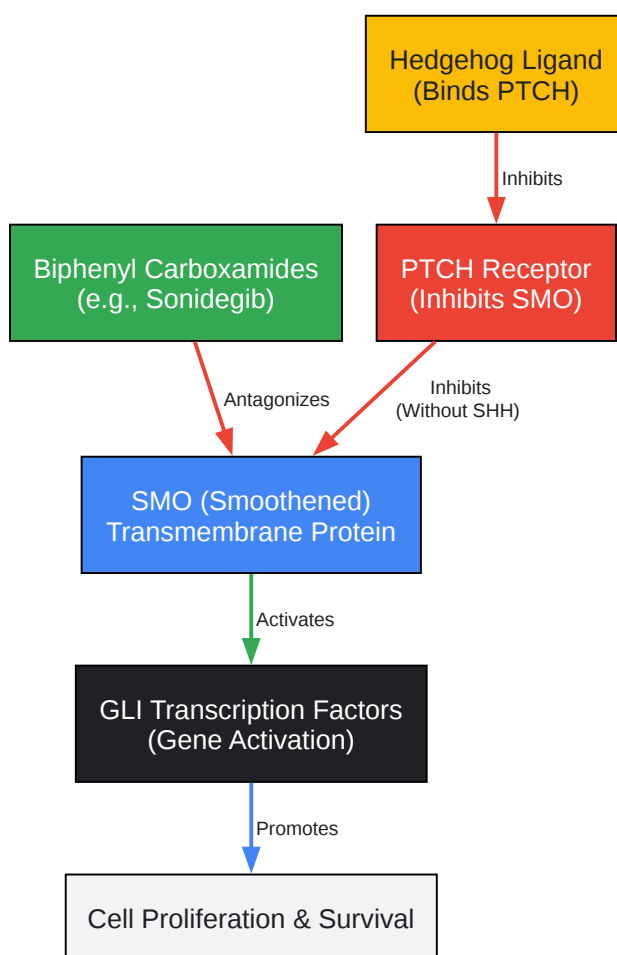 Hedgehog Ligand
(Binds PTCH)
Inhibits
Biphenyl Carboxamides
(e.g., Sonidegib)
PTCH Receptor
(Inhibits SMO)
Antagonizes
Inhibits
(Without SHH)
SMO (Smoothened)
Transmembrane Protein
Activates
GLI Transcription Factors
(Gene Activation)
Promotes
Cell Proliferation & Survival